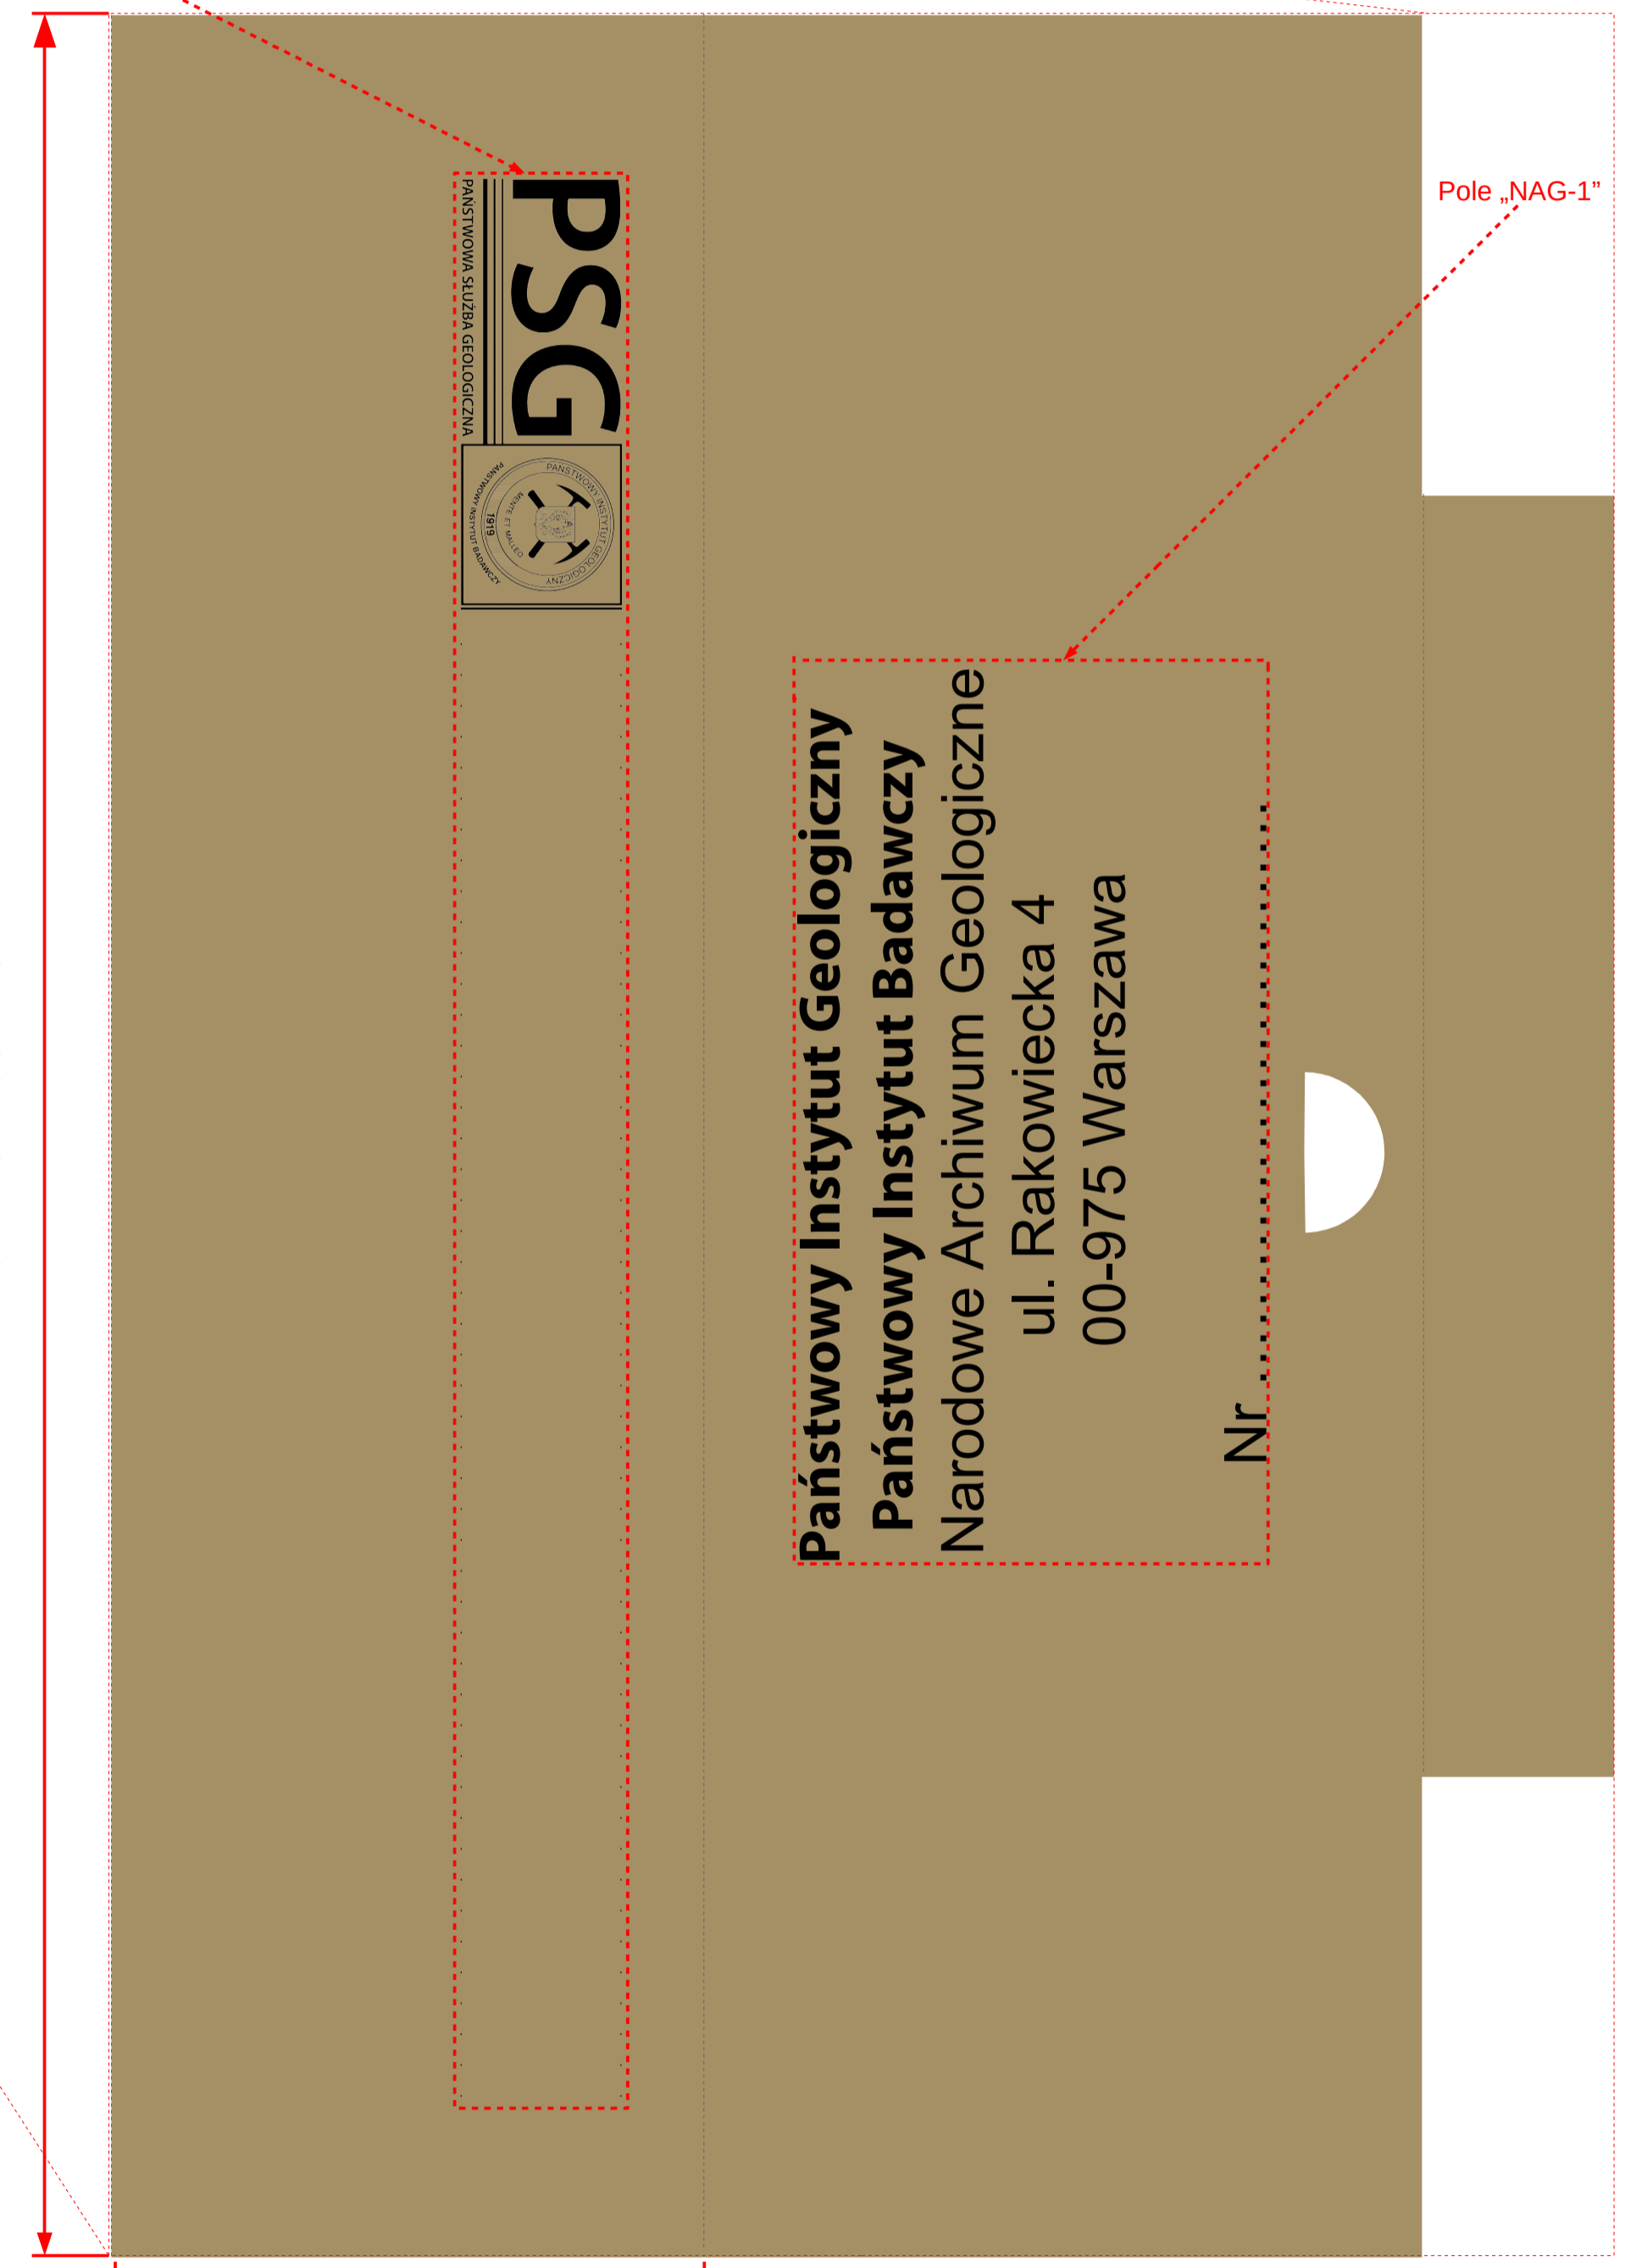 Pole „NAG-1”
PSG
PAŃSTWOWA SŁUŻBA GEOLOGICZNA
PAŃSTWOWY INSTYTUT GEOLOGICZNY
MENTE ET MALLEO
1919
PAŃSTWOWY INSTYTUT BADAWCZY
Państwowy Instytut Geologiczny
Państwowy Instytut Badawczy
Narodowe Archiwum Geologiczne
ul. Rakowiecka 4
00-975 Warszawa
Nr ..............................